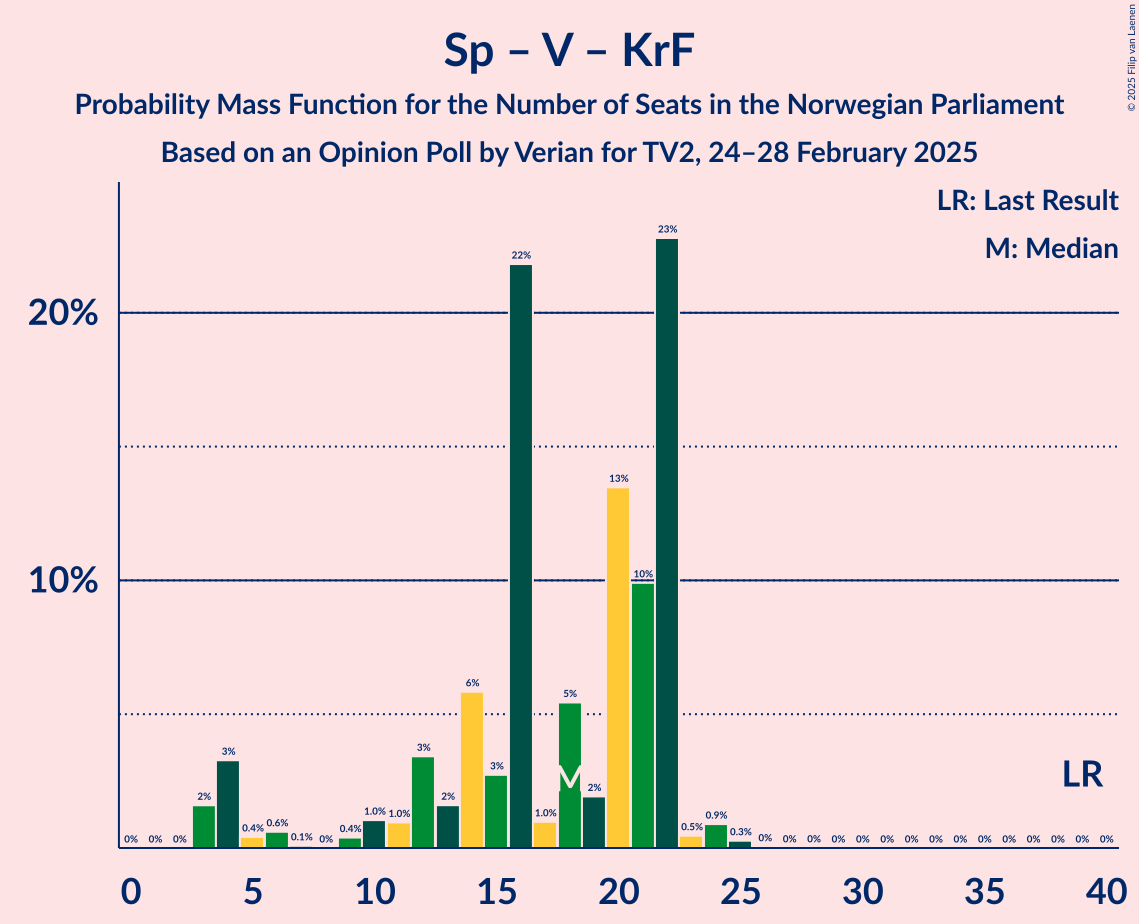 Sp – V – KrF
Probability Mass Function for the Number of Seats in the Norwegian Parliament
Based on an Opinion Poll by Verian for TV2, 24–28 February 2025
© 2025 Filip van Laenen
LR: Last Result
M: Median
20%
10%
0% 0% 0% 2% 3% 0.4% 0.6% 0.1% 0% 0.4% 1.0% 1.0% 3% 2% 6% 3% 22% 1.0% 5% 2% 13% 10% 23% 0.5% 0.9% 0.3% 0% 0% 0% 0% 0% 0% 0% 0% 0% 0% 0% 0% 0% 0% 0%
M
LR
0 5 10 15 20 25 30 35 40